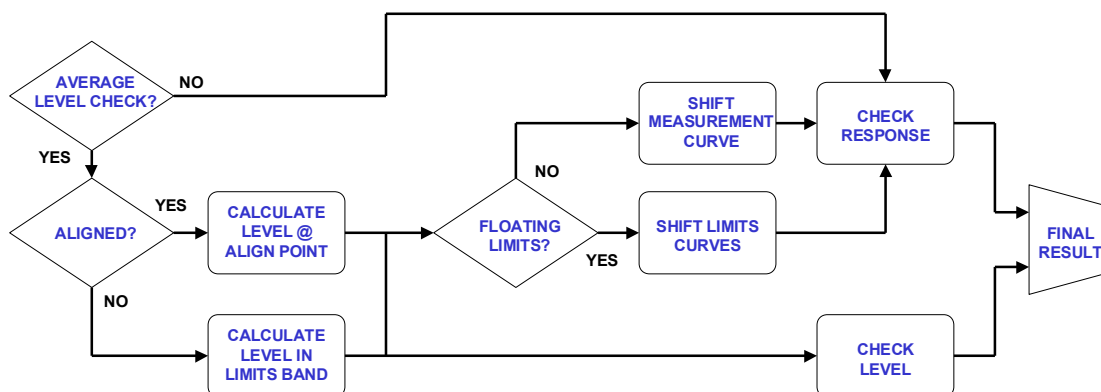 AVERAGE
LEVEL CHECK?
NO
YES
SHIFT
MEASUREMENT
CURVE
CHECK
RESPONSE
NO
ALIGNED?
YES
CALCULATE
LEVEL @
ALIGN POINT
FLOATING
LIMITS?
YES
SHIFT LIMITS
CURVES
FINAL
RESULT
NO
CALCULATE
LEVEL IN
LIMITS BAND
CHECK
LEVEL